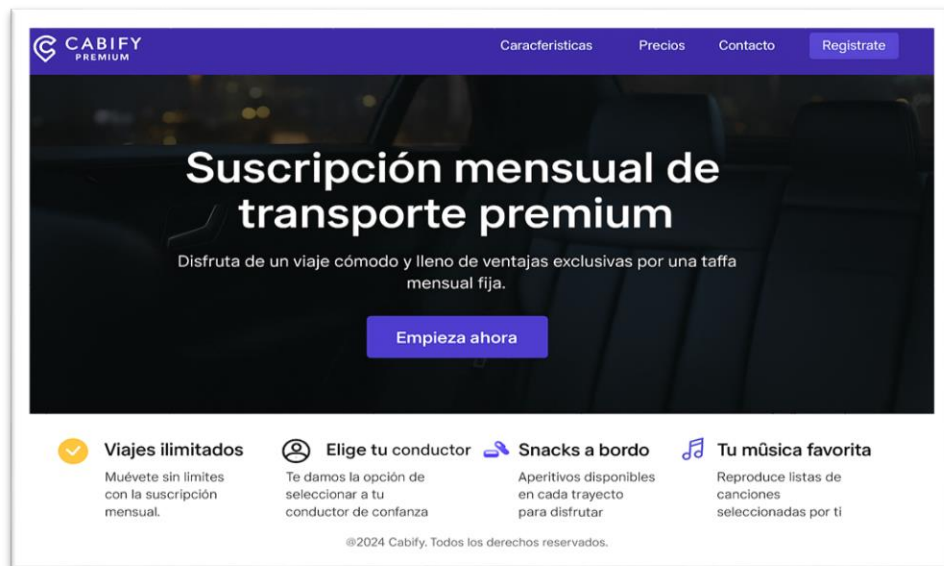 CABIFY
PREMIUM
Caracferisticas
Precios
Contacto
Registrate
Suscripción mensual de
transporte premium
Disfruta de un viaje cómodo y lleno de ventajas exclusivas por una taffa
mensual fija.
Empieza ahora
Viajes ilimitados
Muévete sin limites
con la suscripción
mensual.
Elige tu conductor
Te damos la opción de
seleccionar a tu
conductor de confanza
Snacks a bordo
Aperitivos disponibles
en cada trayecto
para disfrutar
Tu mûsica favorita
Reproduce listas de
canciones
seleccionadas por ti
@2024 Cabify. Todos los derechos reservados.